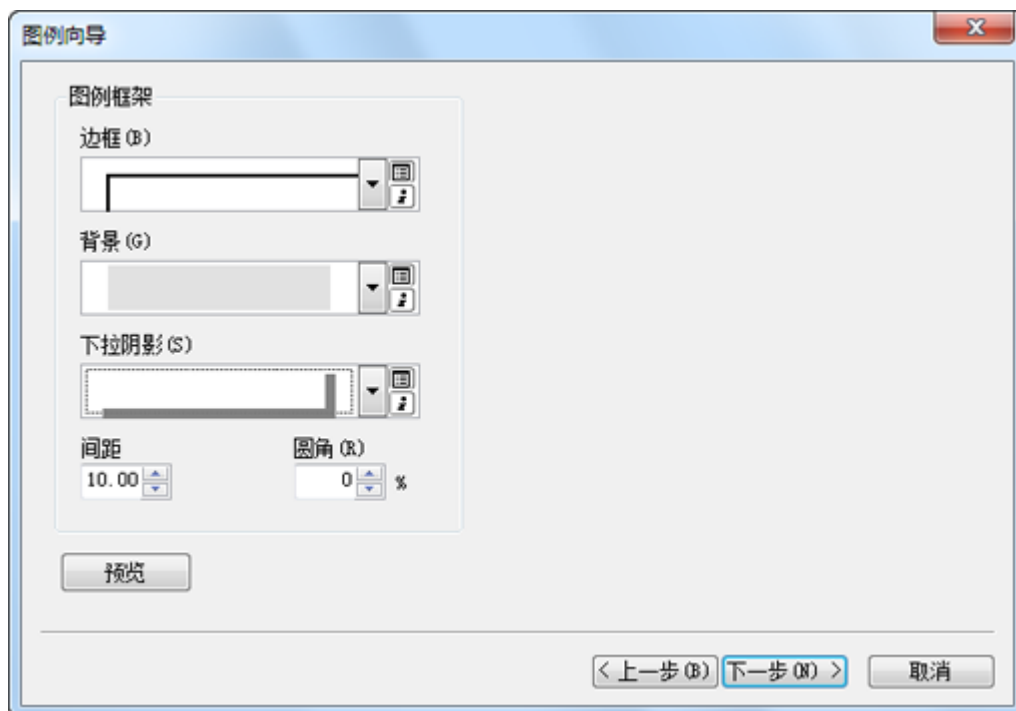 图例向导
图例框架
边框(B)
背景(G)
下拉阴影(S)
间距 圆角(R)
10.00 0 %
预览
< 上一步(B) 下一步(N) > 取消